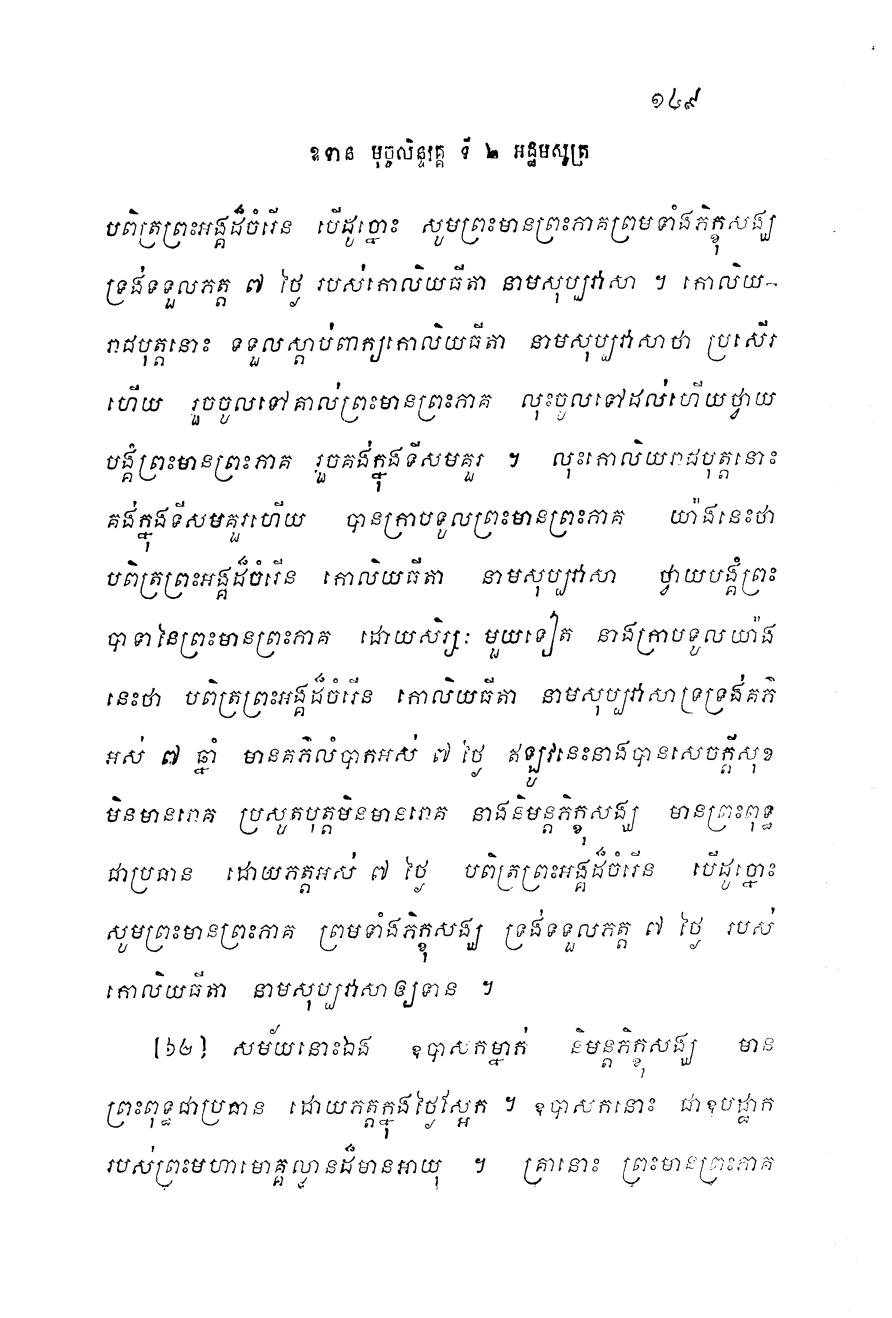 ១៤៩
ឧទាន មុច្ចលិន្ទវគ្គ ទី ២ អដ្ឋមសូត្រ
បពិត្រព្រះអង្គដ៏ចំរើន បើដូច្នោះ សូមព្រះមានព្រះភាគព្រមទាំងភិក្ខុសង្ឃ
ទ្រង់ទទួលភត្ត ៧ ថ្ងៃ របស់កោលិយធីតា នាមសុប្បវាសា ។ កោលិយ-
រាជបុត្តនោះ ទទួលស្តាប់ពាក្យកោលិយធីតា នាមសុប្បវាសាថា ប្រសើរ
ហើយ រួចចូលទៅគាល់ព្រះមានព្រះភាគ លុះចូលទៅដល់ហើយថ្វាយ
បង្គំព្រះមានព្រះភាគ រួចគង់ក្នុងទីសមគួរ ។ លុះកោលិយរាជបុត្តនោះ
គង់ក្នុងទីសមគួរហើយ បានក្រាបទូលព្រះមានព្រះភាគ យ៉ាងនេះថា
បពិត្រព្រះអង្គដ៏ចំរើន កោលិយធីតា នាមសុប្បវាសា ថ្វាយបង្គំព្រះ
បាទានៃព្រះមានព្រះភាគ ដោយសិរ្សៈ មួយទៀត នាងក្រាបទូលយ៉ាង
នេះថា បពិត្រព្រះអង្គដ៏ចំរើន កោលិយធីតា នាមសុប្បវាសាទ្រទ្រង់គភ៌
អស់ ៧ ឆ្នាំ មានគភ៌លំបាកអស់ ៧ ថ្ងៃ ឥឡូវនេះនាងបានសេចក្តីសុខ
មិនមានរោគ ប្រសូតបុត្តមិនមានរោគ នាងនិមន្តភិក្ខុសង្ឃ មានព្រះពុទ្ធ
ជាប្រធាន ដោយភត្តអស់ ៧ ថ្ងៃ បពិត្រព្រះអង្គដ៏ចំរើន បើដូច្នោះ
សូមព្រះមានព្រះភាគ ព្រមទាំងភិក្ខុសង្ឃ ទ្រង់ទទួលភត្ត ៧ ថ្ងៃ របស់
កោលិយធីតា នាមសុប្បវាសាឲ្យទាន ។
[៦៤] សម័យនោះឯង ឧបាសកម្នាក់ និមន្តភិក្ខុសង្ឃ មាន
ព្រះពុទ្ធជាប្រធាន ដោយភត្តក្នុងថ្ងៃស្អែក ។ ឧបាសកនោះ ជាឧបដ្ឋាក
របស់ព្រះមហាមោគ្គល្លានដ៏មានអាយុ ។ គ្រានោះ ព្រះមានព្រះភាគ